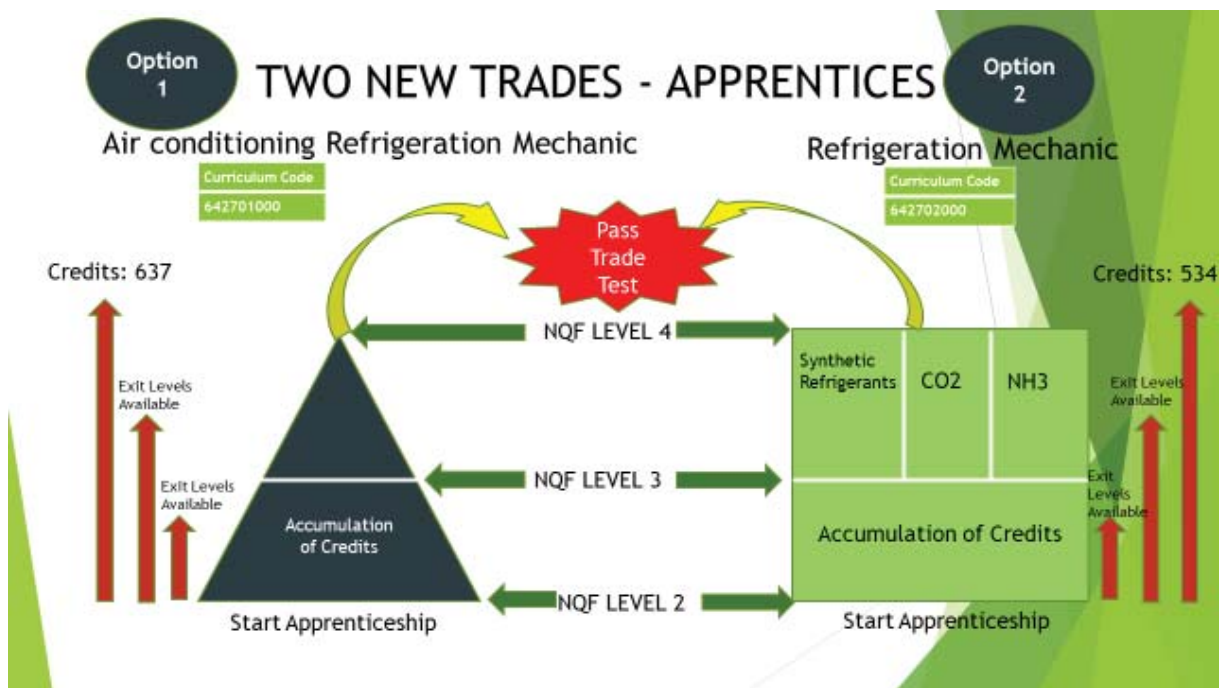 Option
1
TWO NEW TRADES - APPRENTICES
Option
2
Air conditioning Refrigeration Mechanic
Refrigeration Mechanic
Curriculum Code
642701000
Curriculum Code
642702000
Pass
Trade
Test
Credits: 637
Credits: 534
NQF LEVEL 4
Synthetic
Refrigerants
CO2
NH3
Exit Levels
Available
Exit Levels
Available
NQF LEVEL 3
Exit Levels
Available
Exit
Levels
Available
Accumulation
of Credits
Accumulation of Credits
NQF LEVEL 2
Start Apprenticeship
Start Apprenticeship